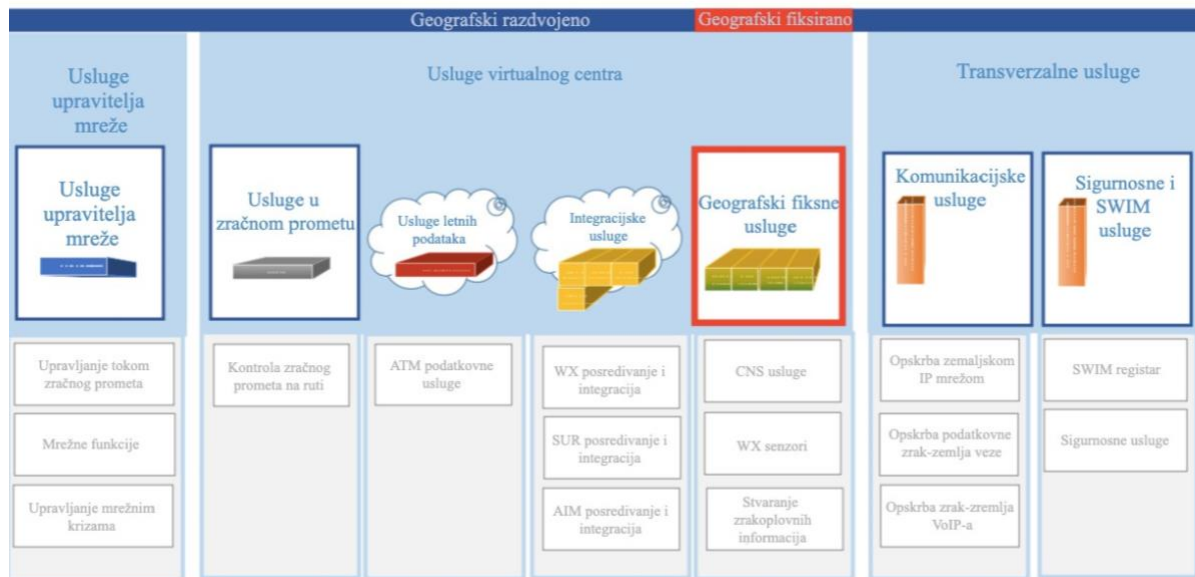 Geografski razdvojeno
Geografski fiksirano
Usluge
upravitelja
mreže
Usluge virtualnog centra
Transverzalne usluge
Usluge
upravitelja
mreže
Usluge u
zračnom prometu
Usluge letnih
podataka
Integracijske
usluge
Geografski fiksne
usluge
Komunikacijske
usluge
Sigurnosne i
SWIM
usluge
Upravljanje tokom
zračnog prometa
Mrežne funkcije
Upravljanje mrežnim
krizama
Kontrola zračnog
prometa na ruti
ATM podatkovne
usluge
WX posredivanje i
integracija
SUR posredivanje i
integracija
AIM posredivanje i
integracija
CNS usluge
WX senzori
Stvaranje
zrakoplovnih
informacija
Opskrba zemaljskom
IP mrežom
Opskrba podatkovne
zrak-zemlja veze
Opskrba zrak-zremlja
VoIP-a
SWIM registar
Sigurnosne usluge